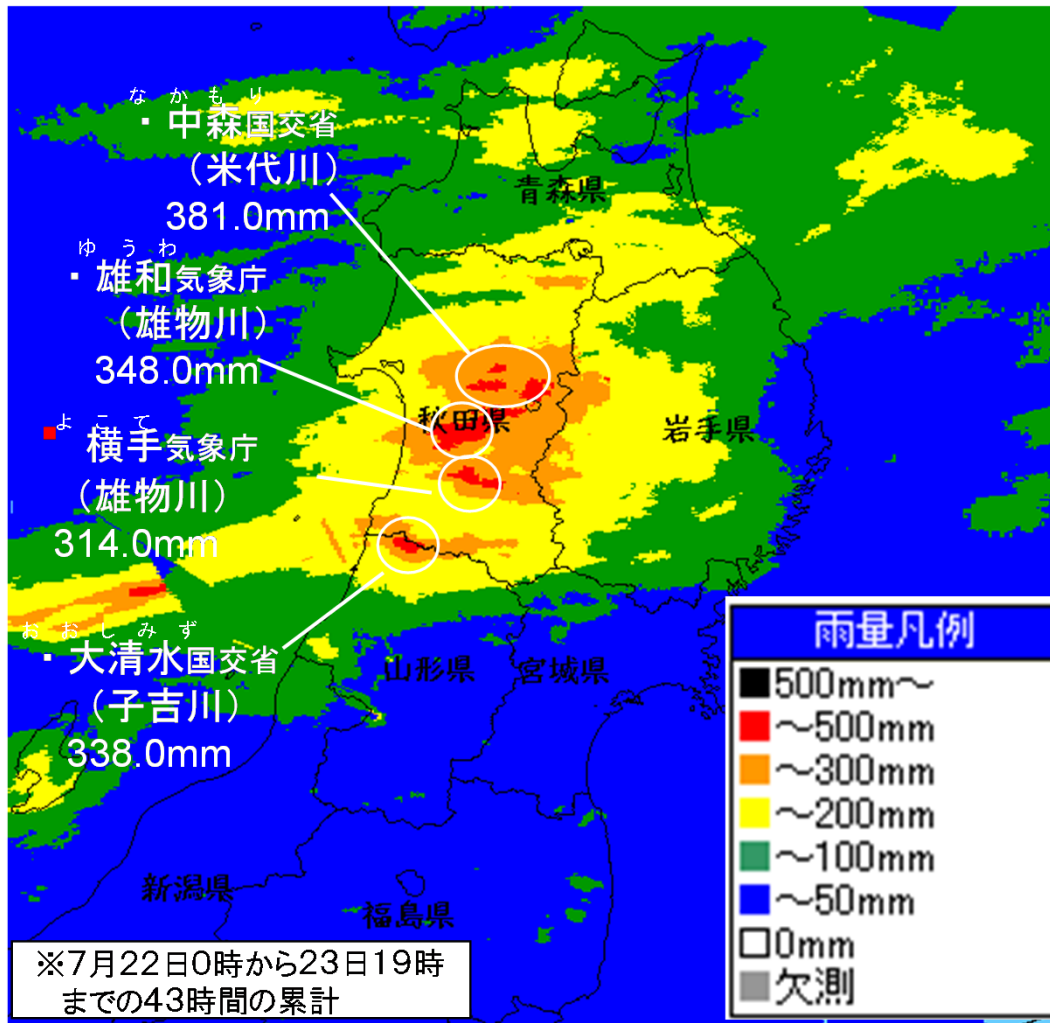 なかもり
・中森国交省
（米代川）
381.0mm
ゆうわ
・雄和気象庁
（雄物川）
348.0mm
よこて
横手気象庁
（雄物川）
314.0mm
おおしみず
・大清水国交省
（子吉川）
338.0mm
青森県
秋田県
岩手県
山形県
宮城県
新潟県
福島県
雨量凡例
500mm～
～500mm
～300mm
～200mm
～100mm
～50mm
0mm
欠測
※7月22日0時から23日19時
までの43時間の累計